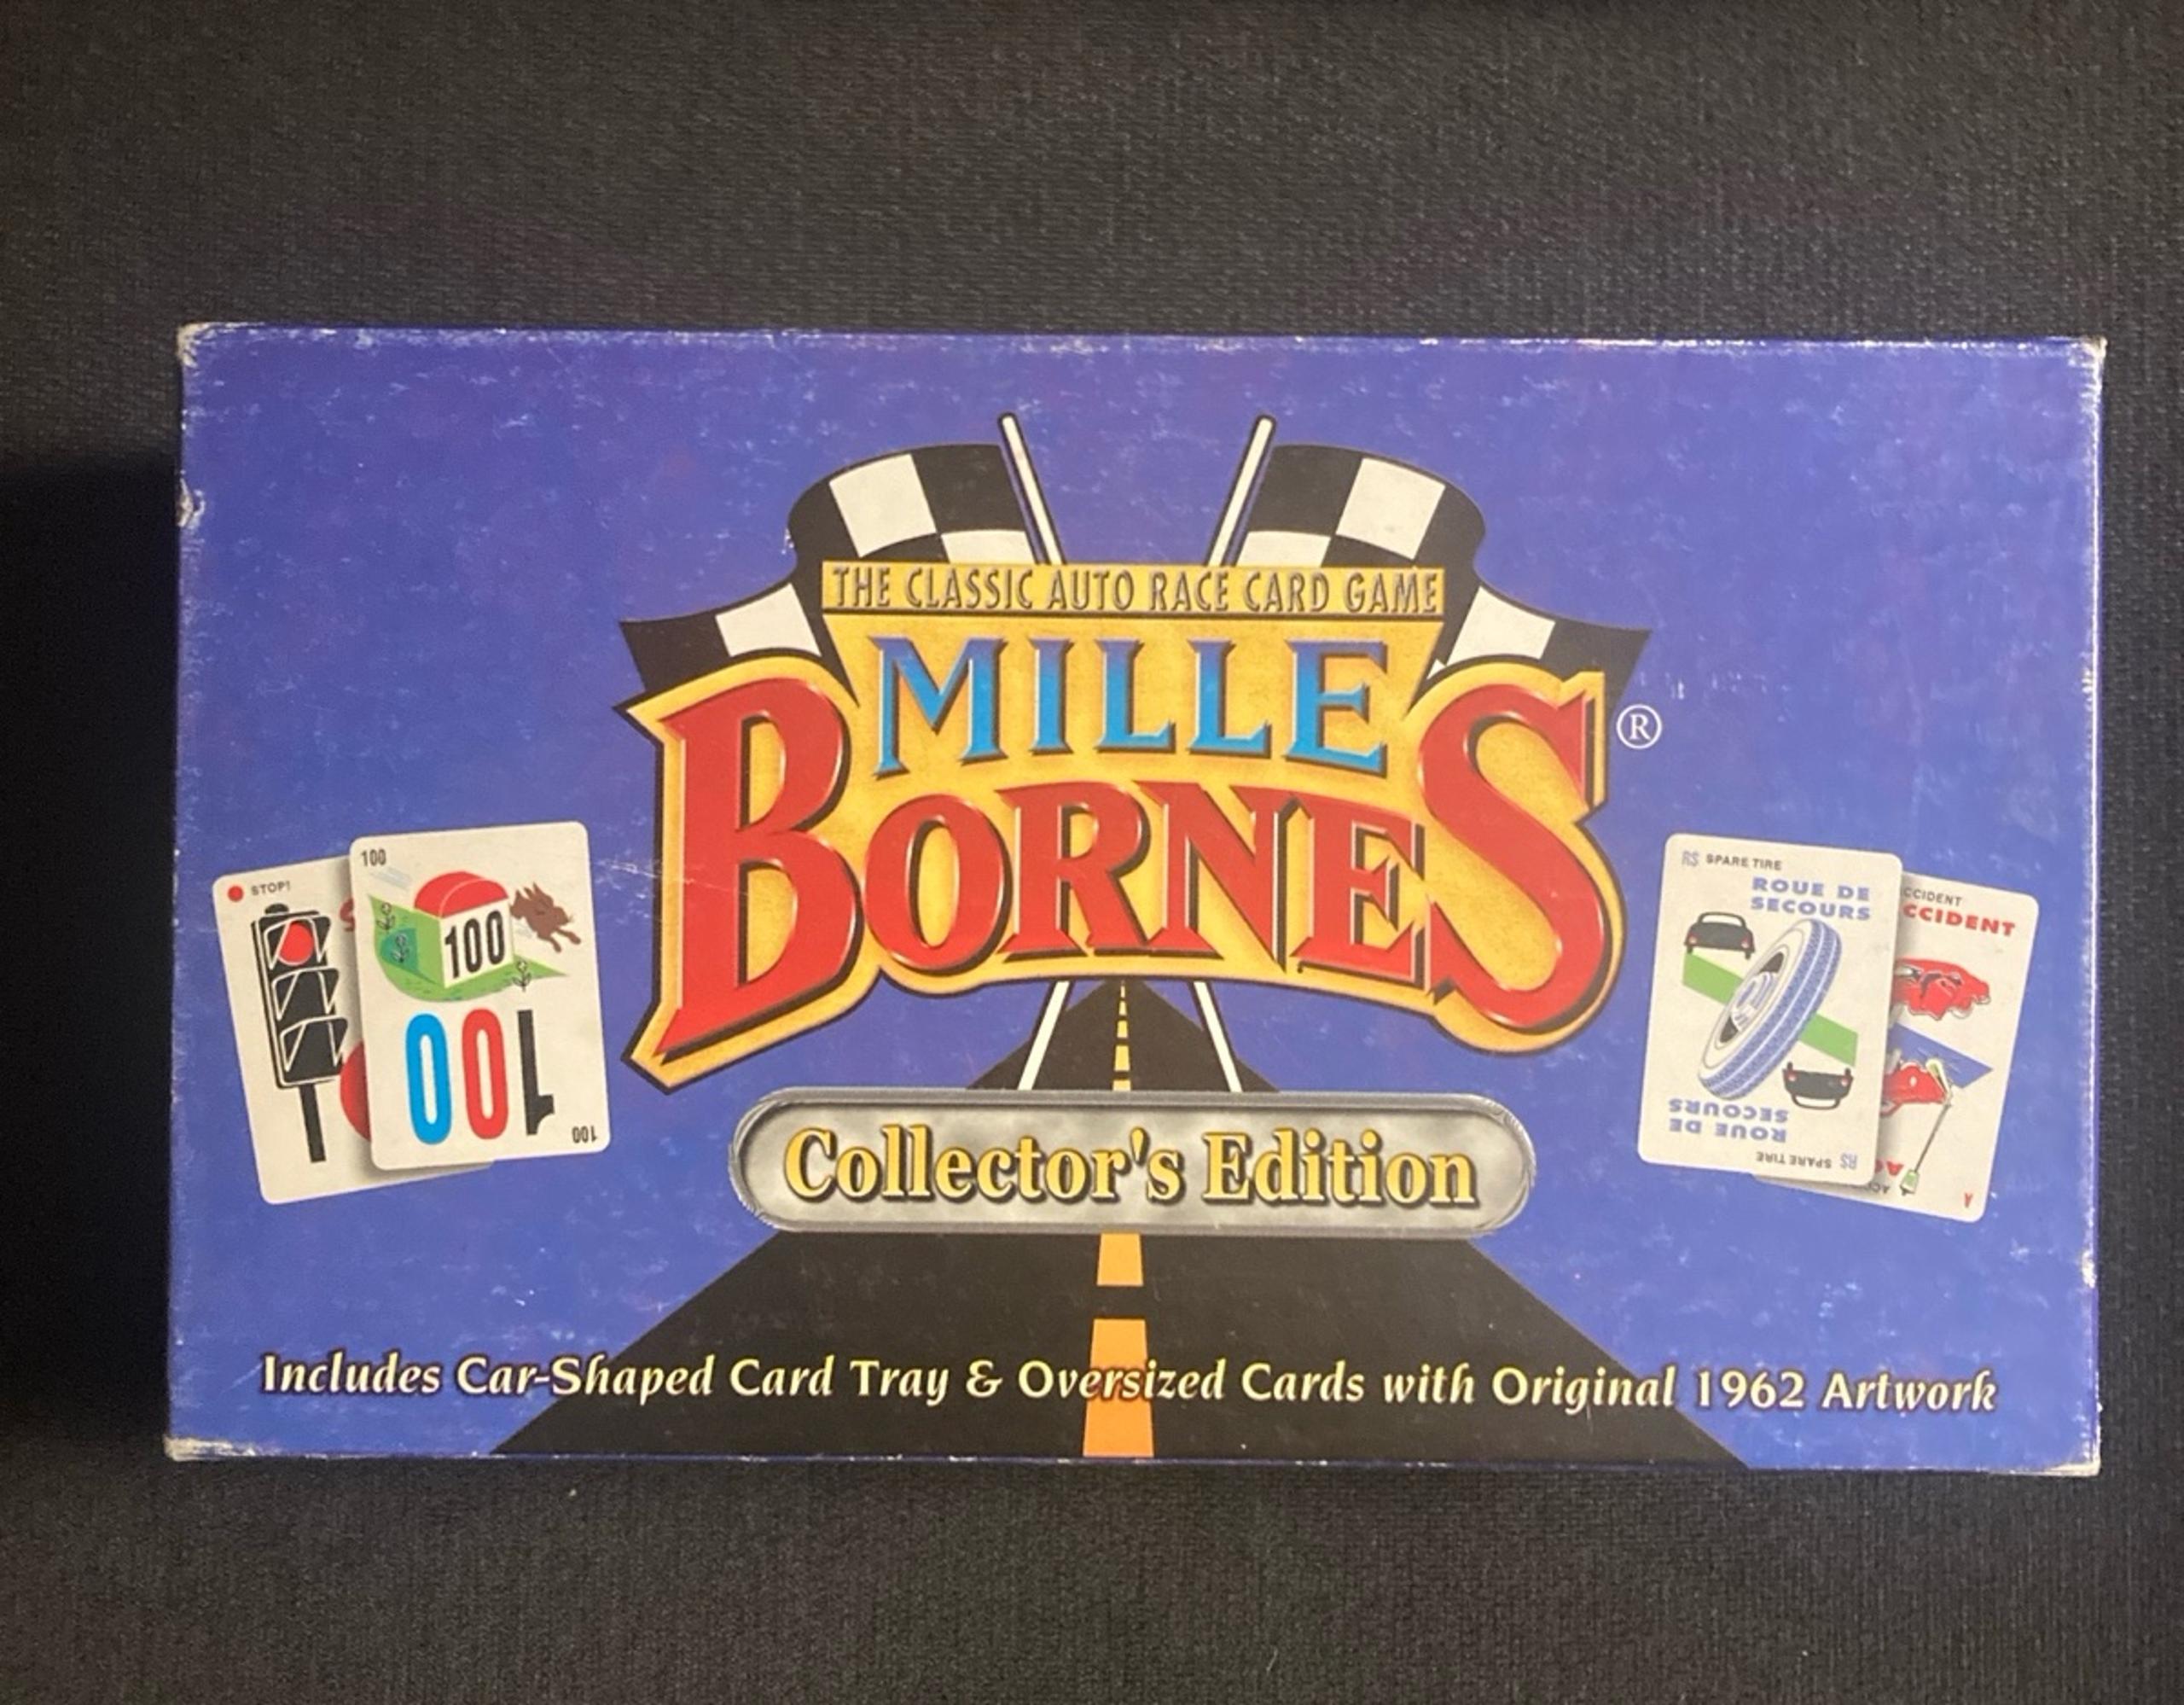 THE CLASSIC AUTO RACE CARD GAME
MILLE
BORNES®
STOP!
100
100
100
100
RS SPARE TIRE
ROUE DE
SECOURS
ROUE DE
SECOURS
RS SPARE TIRE
CCIDENT
CCIDENT
A
Collector's Edition
Includes Car-Shaped Card Tray & Oversized Cards with Original 1962 Artwork